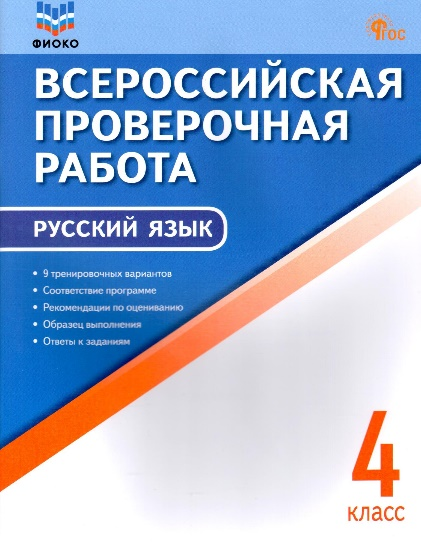 ФИОКО
ФГОС
ВСЕРОССИЙСКАЯ
ПРОВЕРОЧНАЯ
РАБОТА
РУССКИЙ ЯЗЫК
• 9 тренировочных вариантов
• Соответствие программе
• Рекомендации по оцениванию
• Образец выполнения
• Ответы к заданиям
4
класс